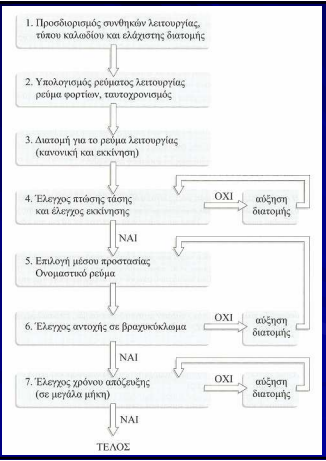 1. Προσδιορισμός συνθηκών λειτουργίας,
τύπου καλωδίου και ελάχιστης διατομής
2. Υπολογισμός ρεύματος λειτουργίας
ρεύμα φορτίων, ταυτοχρονισμός
3. Διατομή για το ρεύμα λειτουργίας
(κανονική και εκκίνηση)
4. Έλεγχος πτώσης τάσης
και έλεγχος εκκίνησης
ΟΧΙ
αύξηση
διατομής
ΝΑΙ
5. Επιλογή μέσου προστασίας
Ονομαστικό ρεύμα
6. Έλεγχος αντοχής σε βραχυκύκλωμα
ΟΧΙ
αύξηση
διατομής
ΝΑΙ
7. Έλεγχος χρόνου απόζευξης
(σε μεγάλα μήκη)
ΟΧΙ
αύξηση
διατομής
ΝΑΙ
ΤΕΛΟΣ